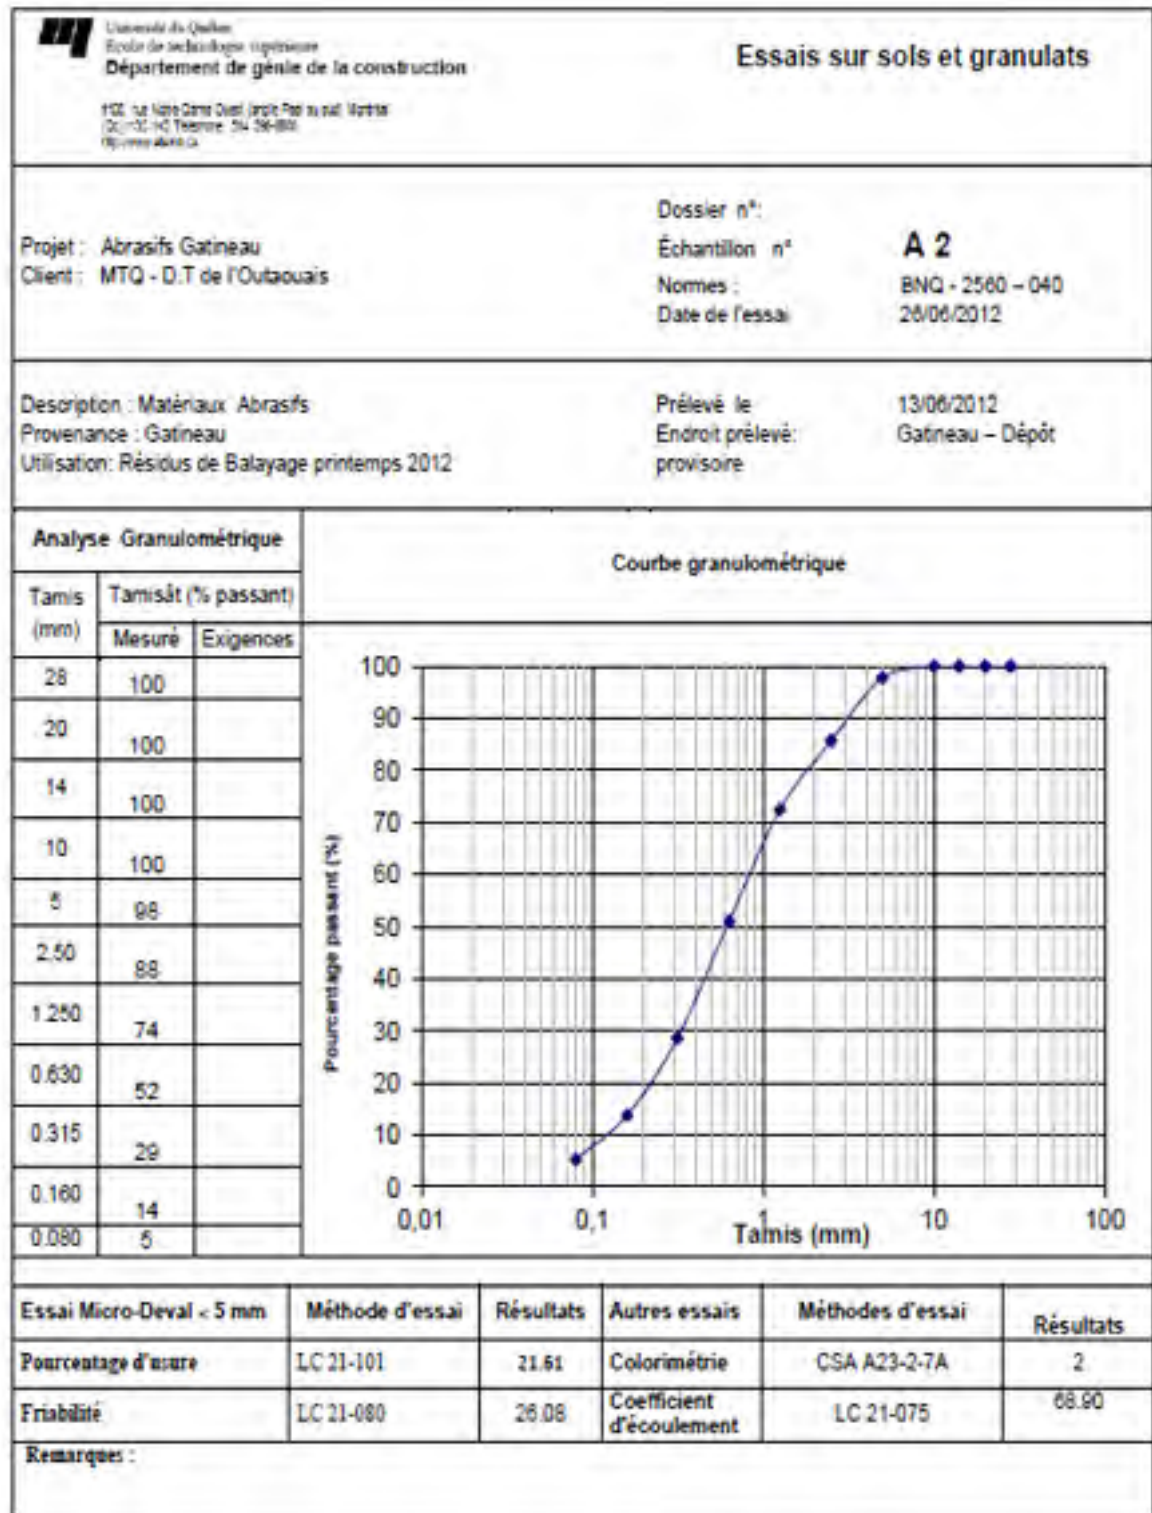 Université du Québec
École de technologie supérieure
Département de génie de la construction
Essais sur sols et granulats
Projet : Abrasifs Gatineau
Client : MTQ - D.T de l'Outaouais
Dossier n°:
Échantillon n° A 2
Normes : BNQ - 2560 – 040
Date de l'essai 26/06/2012
Description : Matériaux Abrasifs
Provenance : Gatineau
Utilisation: Résidus de Balayage printemps 2012
Prélevé le 13/06/2012
Endroit prélevé: Gatineau – Dépôt
provisoire
Analyse Granulométrique
Courbe granulométrique
Tamis Tamisât (% passant)
(mm) Mesuré Exigences
28 100
20 100
14 100
10 100
5 98
2.50 88
1.250 74
0.630 52
0.315 29
0.160 14
0.080 5
Pourcentage passant (%)
100
90
80
70
60
50
40
30
20
10
0
0,01 0,1 1 10 100
Tamis (mm)
Essai Micro-Deval < 5 mm Méthode d'essai Résultats Autres essais Méthodes d'essai Résultats
Pourcentage d'usure LC 21-101 21.61 Colorimétrie CSA A23-2-7A 2
Friabilité LC 21-080 26.08 Coefficient d'écoulement LC 21-075 68.90
Remarques :